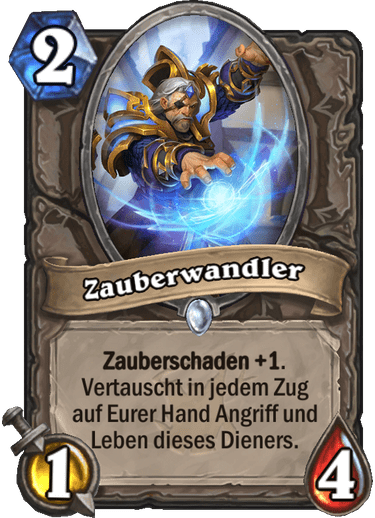 2
Zauberwandler
Zauberschaden +1.
Vertauscht in jedem Zug
auf Eurer Hand Angriff und
Leben dieses Dieners.
1
4